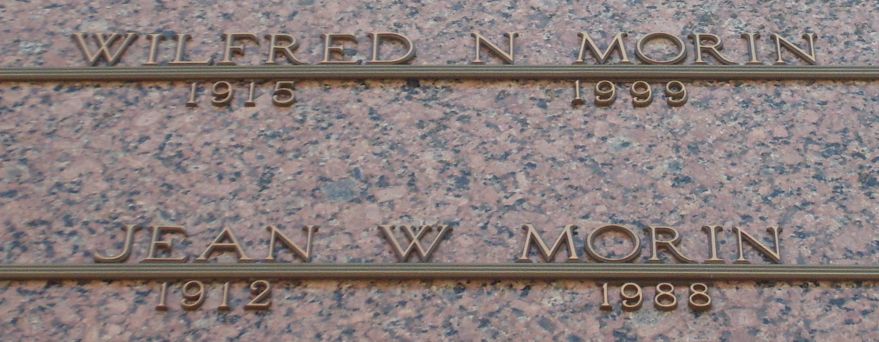 WILFRED N MORIN
1915 1999
JEAN W MORIN
1912 1988